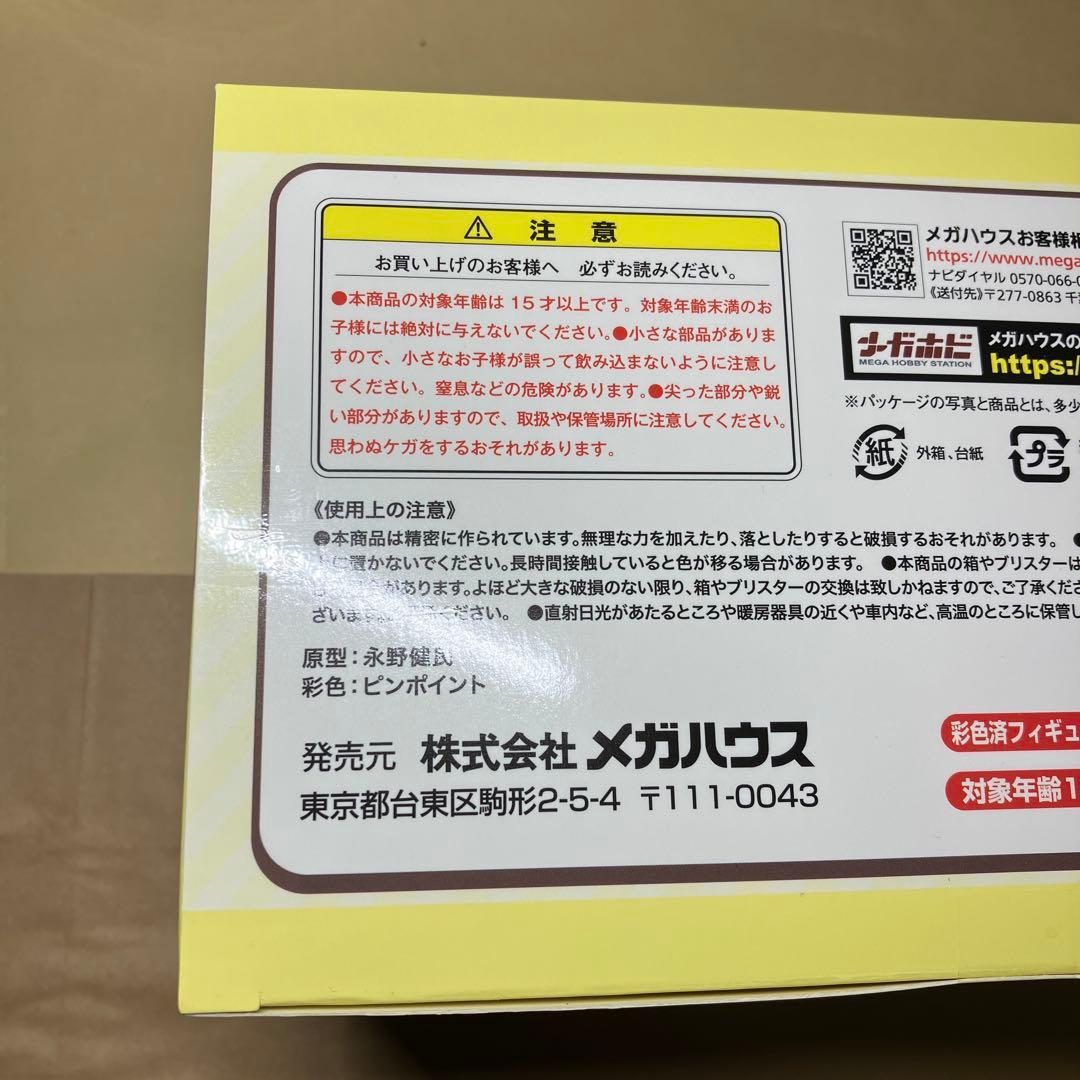 ⚠ 注意
お買い上げのお客様へ 必ずお読みください。
●本商品の対象年齢は15才以上です。対象年齢末満のお
子様には絶対に与えないでください。●小さな部品がありま
すので、小さなお子様が誤って飲み込まないように注意し
てください。窒息などの危険があります。●尖った部分や鋭
い部分がありますので、取扱や保管場所に注意してください。
思わぬケガをするおそれがあります。
メガハウスお客様相
https://www.mega
ナビダイヤル 0570-066-0
《送付先》〒277-0863 千葉
メガホビ
MEGA HOBBY STATION
メガハウスの
https:/
※パッケージの写真と商品とは、多少
紙 外箱、台紙
プラ
《使用上の注意》
●本商品は精密に作られています。無理な力を加えたり、落としたりすると破損するおそれがあります。
に置かないでください。長時間接触していると色が移る場合があります。 ●本商品の箱やブリスターは
があります。よほど大きな破損のない限り、箱やブリスターの交換は致しかねますので、ご了承くださ
ざいます。ください。 ●直射日光があたるところや暖房器具の近くや車内など、高温のところに保管し
原型:永野健民
彩色:ピンポイント
発売元 株式会社 メガハウス
東京都台東区駒形2-5-4 〒111-0043
彩色済フィギュ
対象年齢1